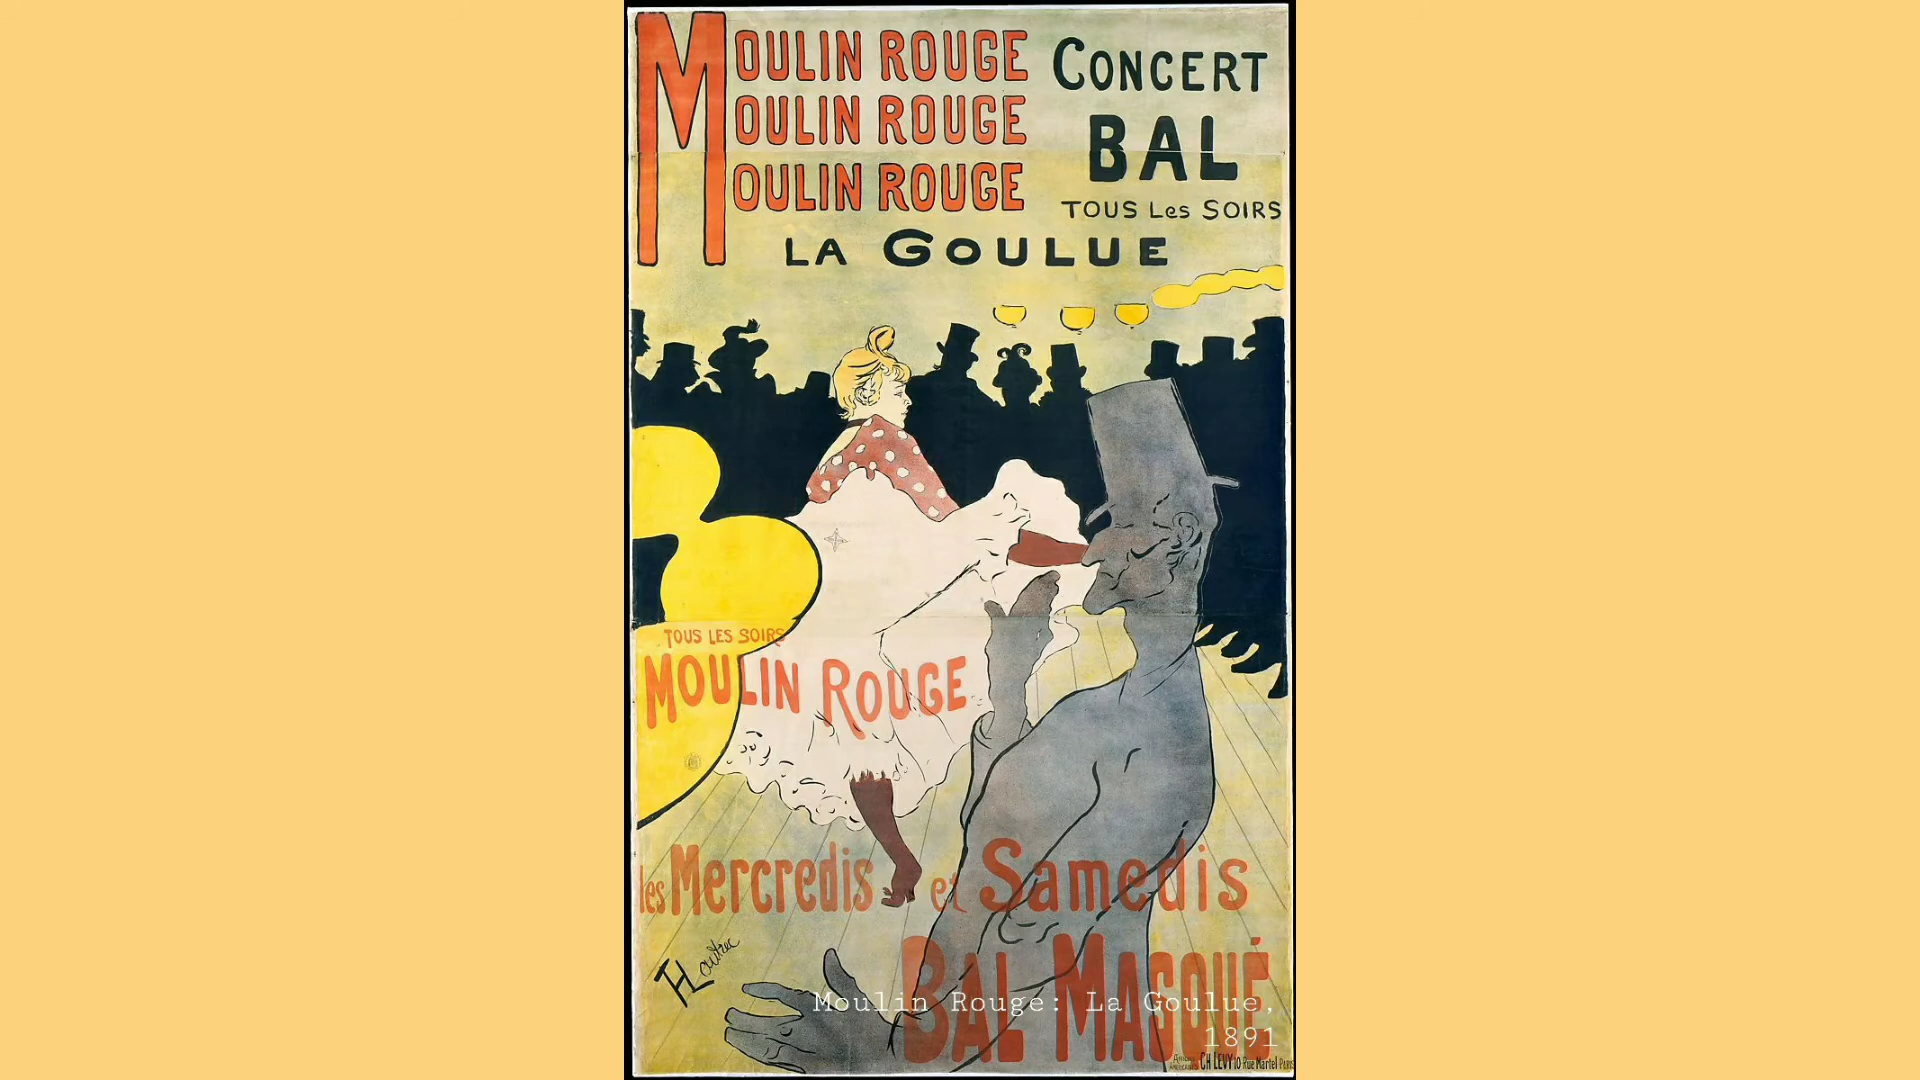 MOULIN ROUGE
MOULIN ROUGE
MOULIN ROUGE
CONCERT
BAL
TOUS Les SOIRS
LA GOULUE
TOUS LES SOIRS
MOULIN ROUGE
les Mercredis et Samedis
BAL MASQUÉ
HTLautrec
Moulin Rouge: La Goulue,
1891
CH LEVY 10 Rue Martel PARIS